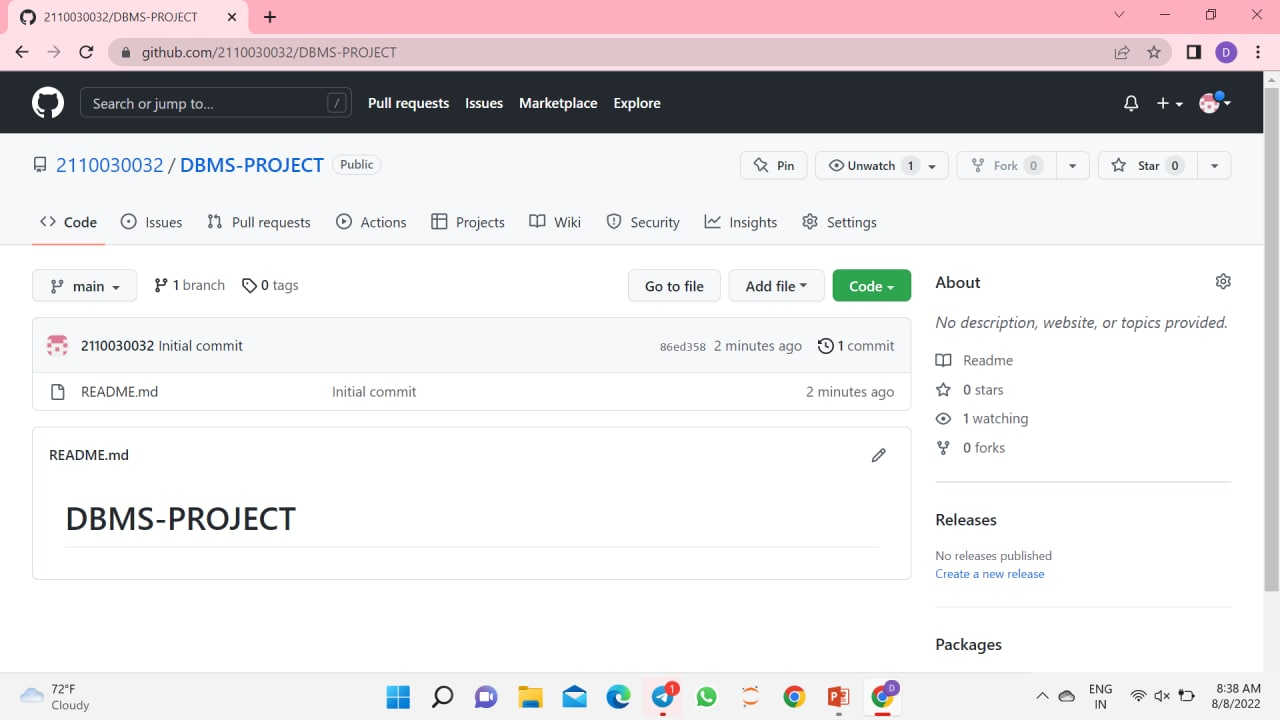 2110030032/DBMS-PROJECT
github.com/2110030032/DBMS-PROJECT
D
Search or jump to...
/
Pull requests
Issues
Marketplace
Explore
2110030032 / DBMS-PROJECT
Public
Pin
Unwatch 1
Fork 0
Star 0
Code
Issues
Pull requests
Actions
Projects
Wiki
Security
Insights
Settings
main
1 branch
0 tags
Go to file
Add file
Code
About
No description, website, or topics provided.
2110030032 Initial commit
86ed358 2 minutes ago
1 commit
README.md
Initial commit
2 minutes ago
Readme
0 stars
1 watching
0 forks
README.md
DBMS-PROJECT
Releases
No releases published
Create a new release
Packages
72°F
Cloudy
1
D
ENG
IN
8:38 AM
8/8/2022